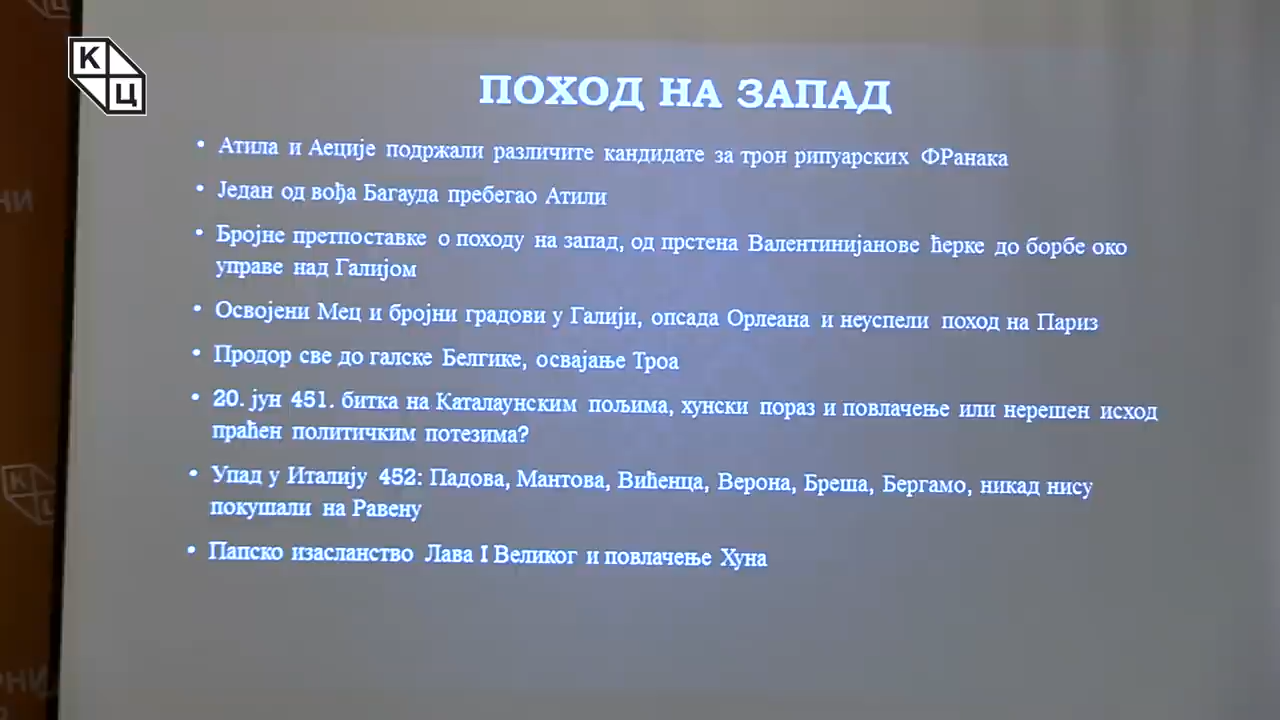 К
Ц
ПОХОД НА ЗАПАД
• Атила и Аеције подржали различите кандидате за трон рипуарских ФРанака
• Један од вођа Багауда пребегао Атили
• Бројне претпоставке о походу на запад, од прстена Валентинијанове ћерке до борбе око
управе над Галијом
• Освојени Мец и бројни градови у Галији, опсада Орлеана и неуспели поход на Париз
• Продор све до галске Белгике, освајање Троа
• 20. јун 451. битка на Каталаунским пољима, хунски пораз и повлачење или нерешен исход
праћен политичким потезима?
• Упад у Италију 452: Падова, Мантова, Вићенца, Верона, Бреша, Бергамо, никад нису
покушали на Равену
• Папско изасланство Лава I Великог и повлачење Хуна
К
Ц